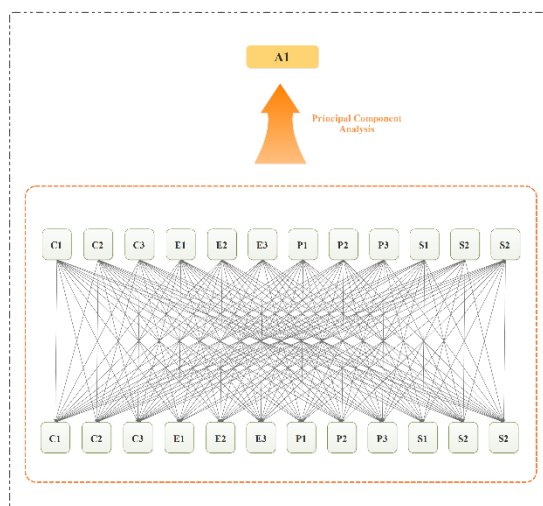 A1
Principal Component
Analysis
C1 C2 C3 E1 E2 E3 P1 P2 P3 S1 S2 S2
C1 C2 C3 E1 E2 E3 P1 P2 P3 S1 S2 S2